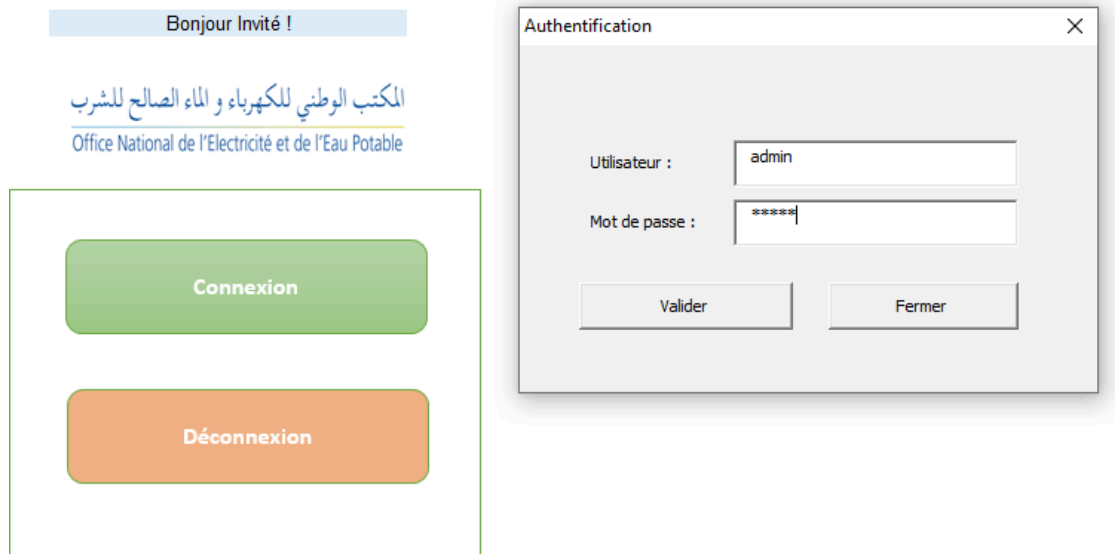 Bonjour Invité !
المكتب الوطني للكهرباء و الماء الصالح للشرب
Office National de l'Electricité et de l'Eau Potable
Connexion
Déconnexion
Authentification
Utilisateur :
admin
Mot de passe :
*****
Valider
Fermer